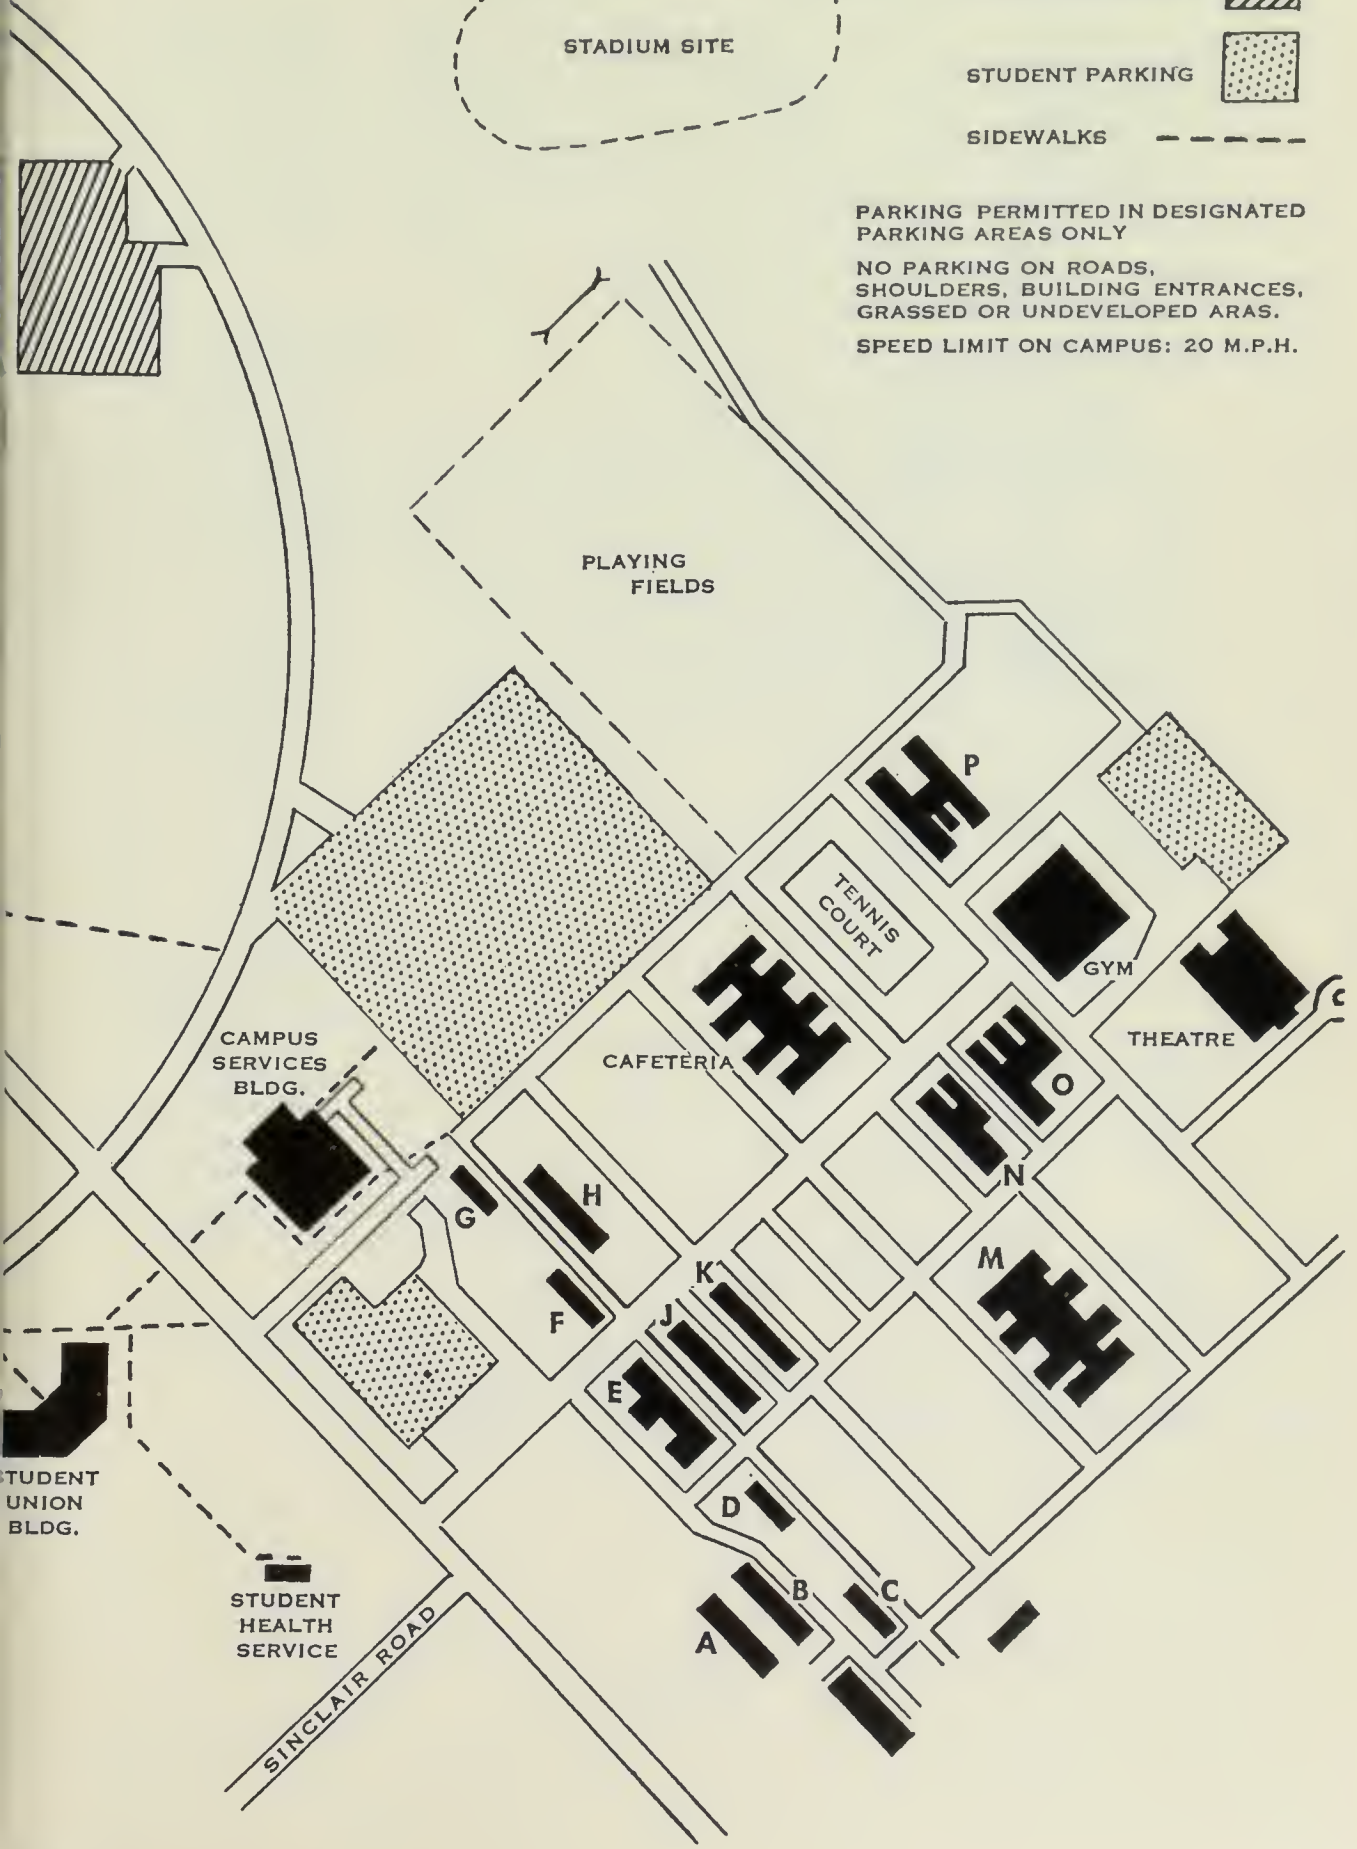 STADIUM SITE
STUDENT PARKING
SIDEWALKS
PARKING PERMITTED IN DESIGNATED
PARKING AREAS ONLY
NO PARKING ON ROADS,
SHOULDERS, BUILDING ENTRANCES,
GRASSED OR UNDEVELOPED ARAS.
SPEED LIMIT ON CAMPUS: 20 M.P.H.
PLAYING
FIELDS
P
TENNIS
COURT
GYM
C
THEATRE
CAMPUS
SERVICES
BLDG.
CAFETERIA
O
N
H
G
M
K
F
J
E
D
TUDENT
UNION
BLDG.
B
C
A
STUDENT
HEALTH
SERVICE
SINCLAIR ROAD